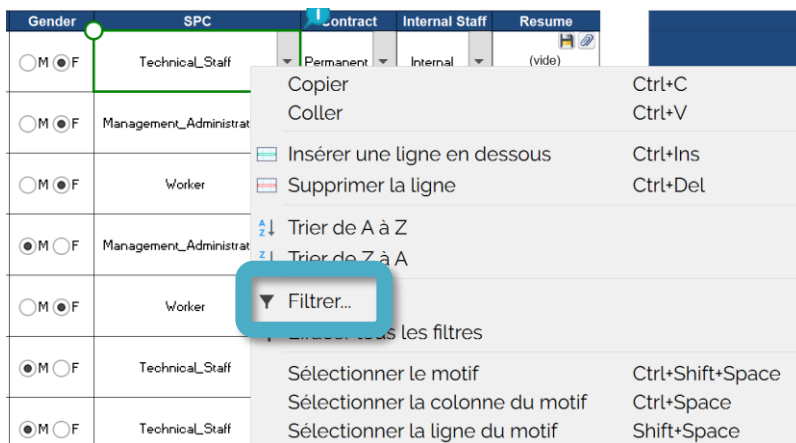 Gender SPC Contract Internal Staff Resume
M F Technical_Staff Permanent Internal (vide)
Copier Ctrl+C
M F Management_Administrat Coller Ctrl+V
Insérer une ligne en dessous Ctrl+Ins
M F Worker Supprimer la ligne Ctrl+Del
Trier de A à Z
M F Management_Administrat Trier de Z à A
M F Worker Filtrer...
tous les filtres
M F Technical_Staff Sélectionner le motif Ctrl+Shift+Space
Sélectionner la colonne du motif Ctrl+Space
M F Technical_Staff Sélectionner la ligne du motif Shift+Space